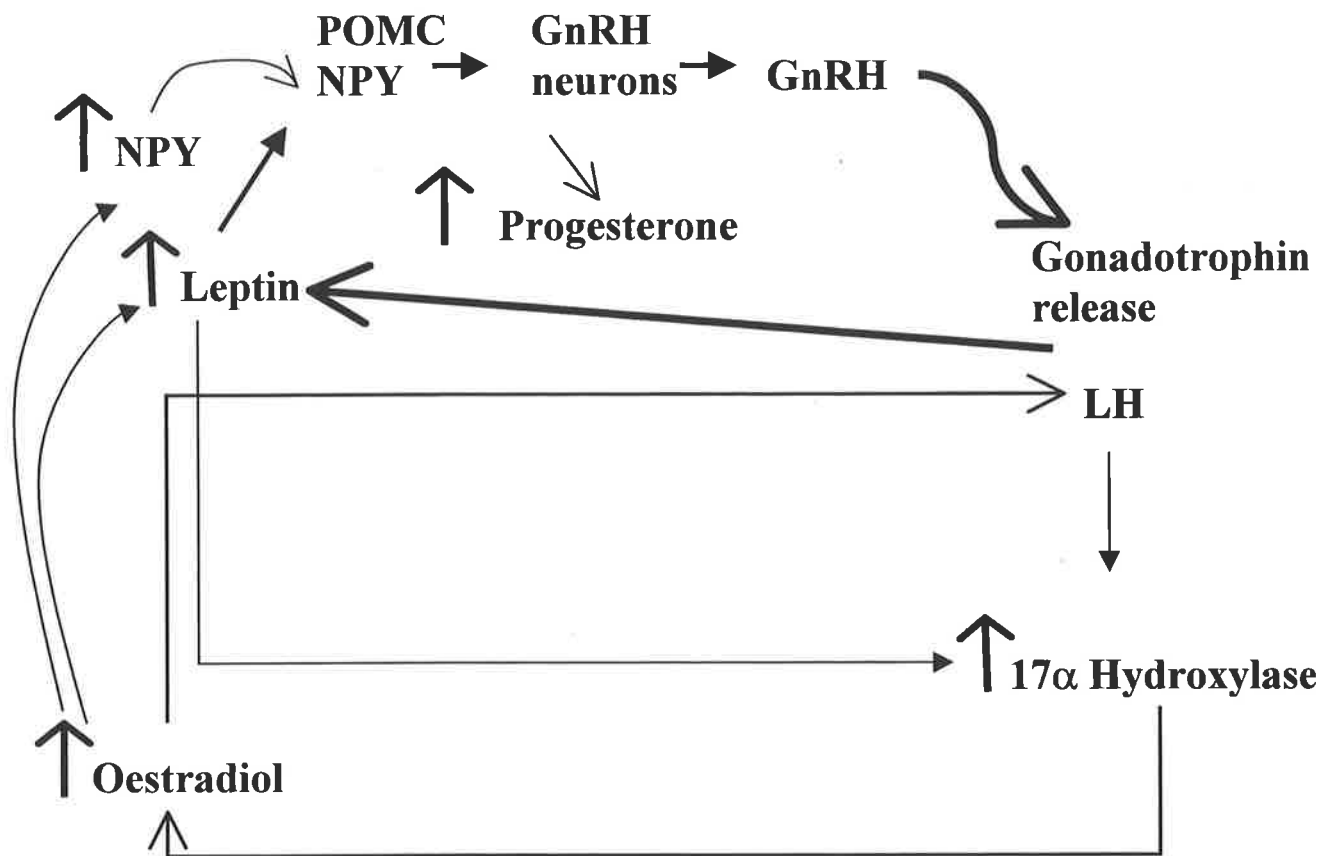 POMC
NPY
GnRH
neurons
GnRH
NPY
Progesterone
Leptin
Gonadotrophin
release
LH
17α Hydroxylase
Oestradiol